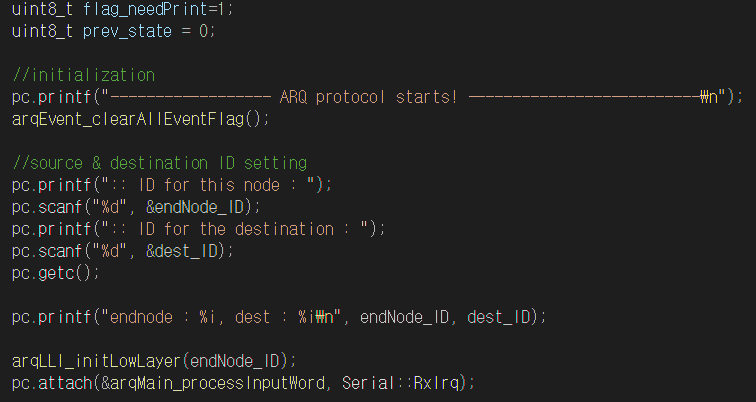 uint8_t flag_needPrint=1;
uint8_t prev_state = 0;
//initialization
pc.printf("------------------ ARQ protocol starts! --------------------------₩n");
arqEvent_clearAllEventFlag();
//source & destination ID setting
pc.printf(":: ID for this node : ");
pc.scanf("%d", &endNode_ID);
pc.printf(":: ID for the destination : ");
pc.scanf("%d", &dest_ID);
pc.getc();
pc.printf("endnode : %i, dest : %i₩n", endNode_ID, dest_ID);
arqLLI_initLowLayer(endNode_ID);
pc.attach(&arqMain_processInputWord, Serial::RxIrq);